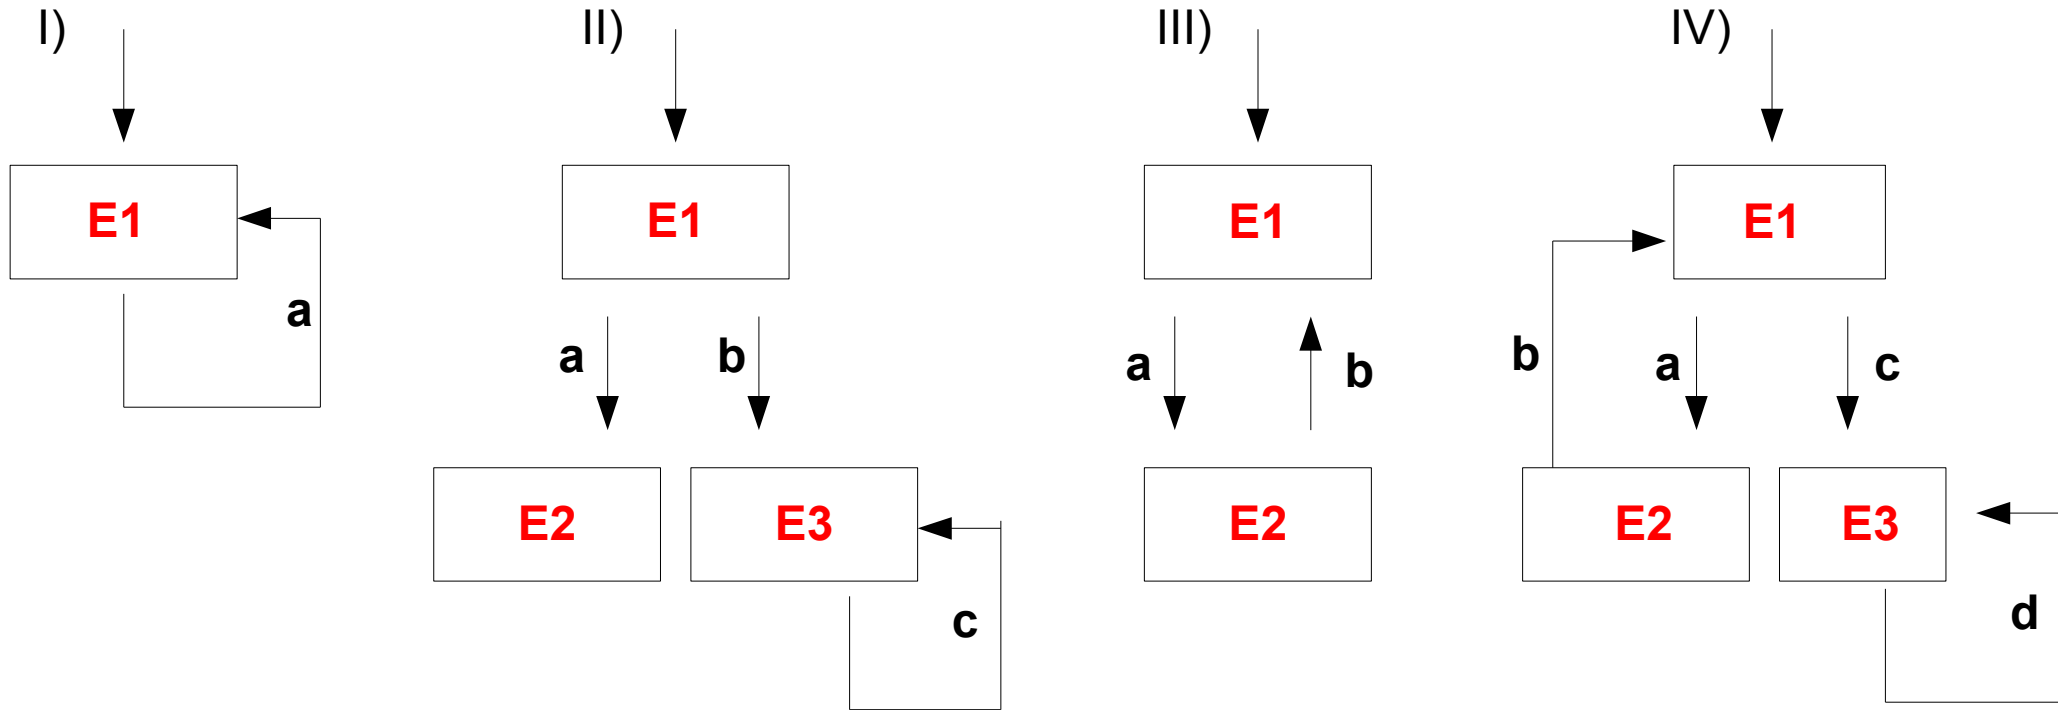 I) II) III) IV)
E1 E1 E1 E1
a a b a b b a c
E2 E3 E2 E2 E3
c d